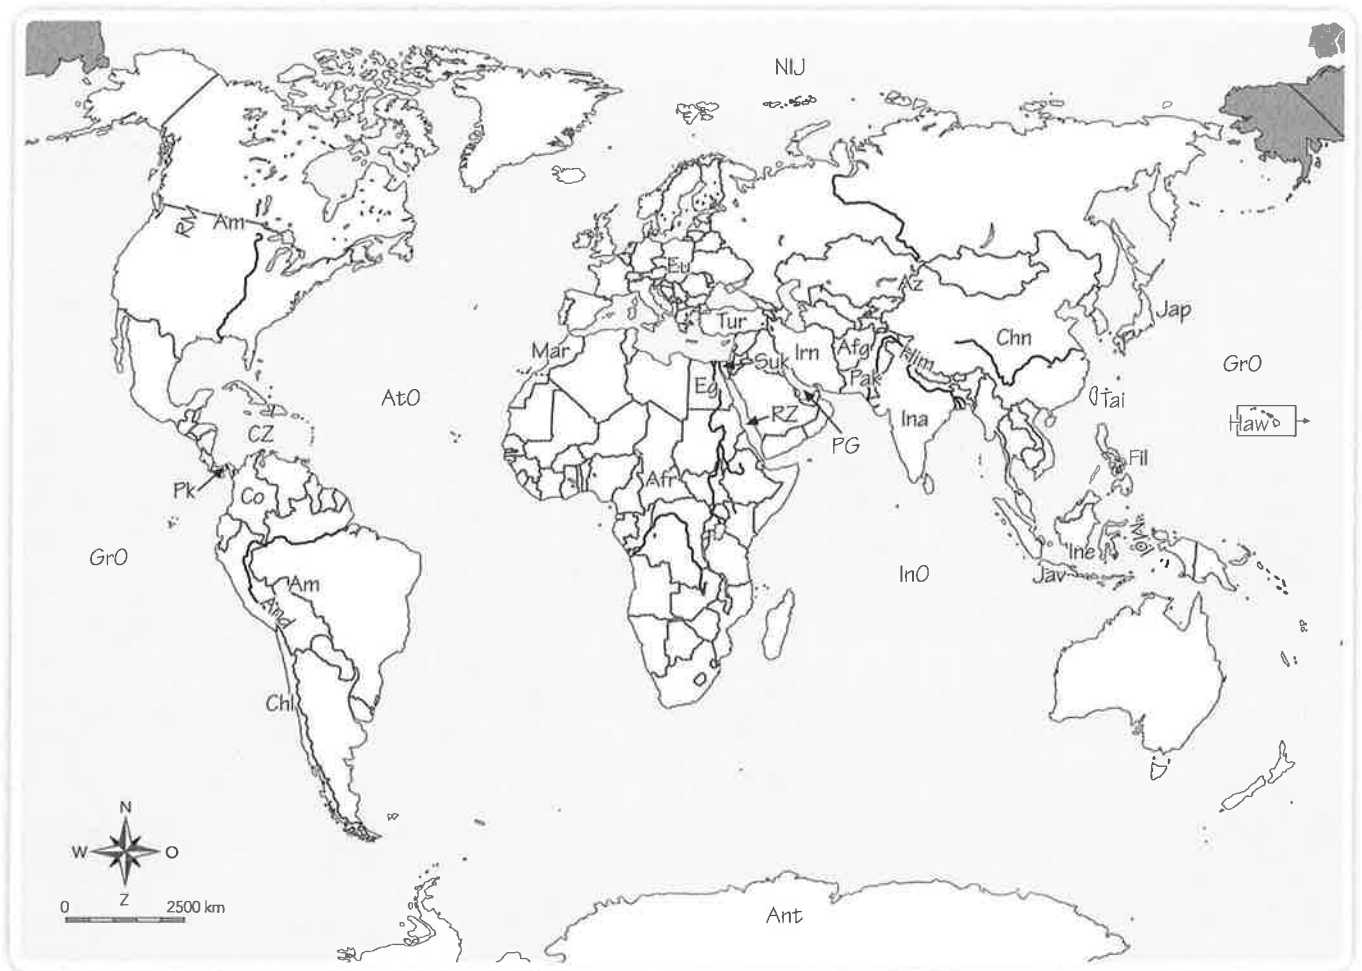 NIJ
RM
Am
Eu
Az
Jap
Tur
Chn
Mar
Suk
Irn
Afg
Him
GrO
Pak
Eg
AtO
Tai
RZ
Ina
Haw
CZ
PG
Fil
Pk
Co
Afr
GrO
Ine
InO
Jav
Am
And
Chl
N
W
O
Z
0
2500 km
Ant